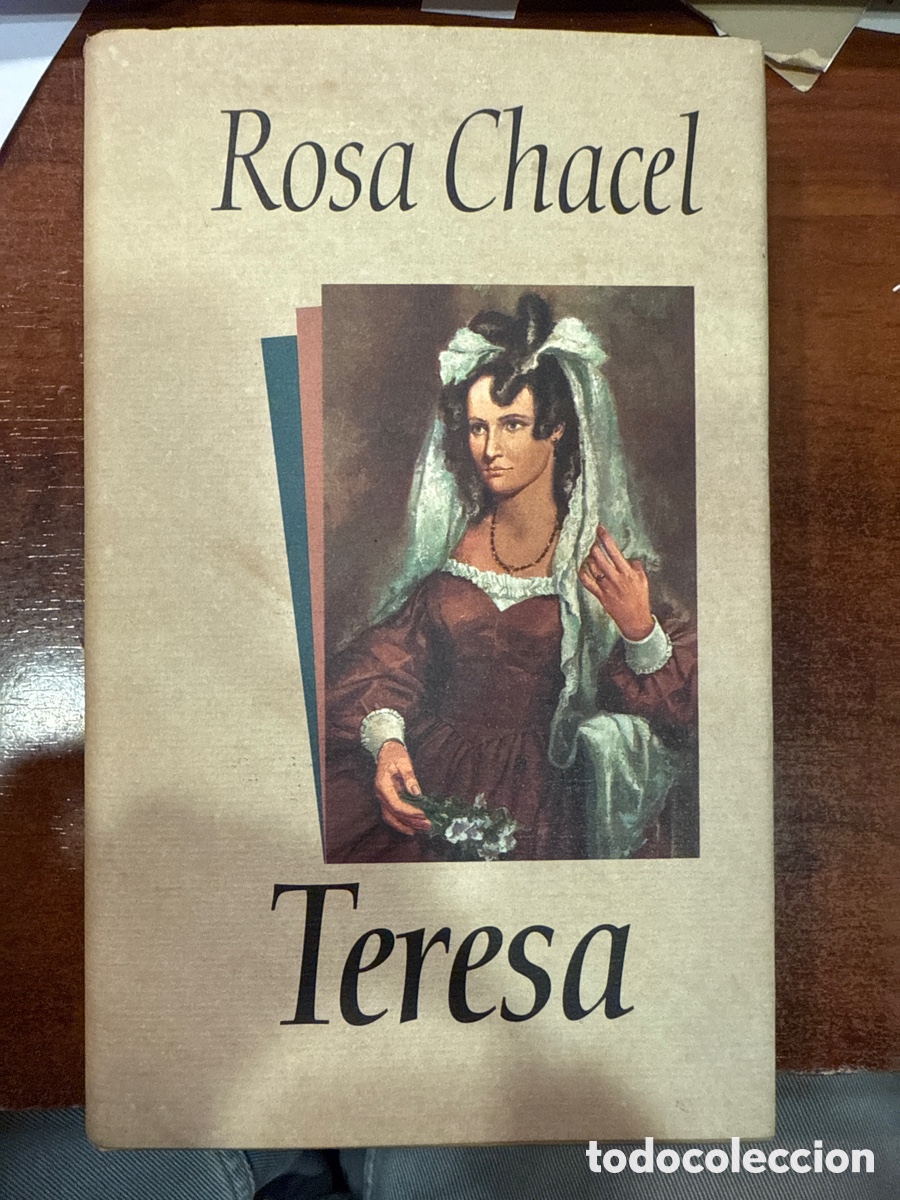 Rosa Chacel
Teresa
todocoleccion